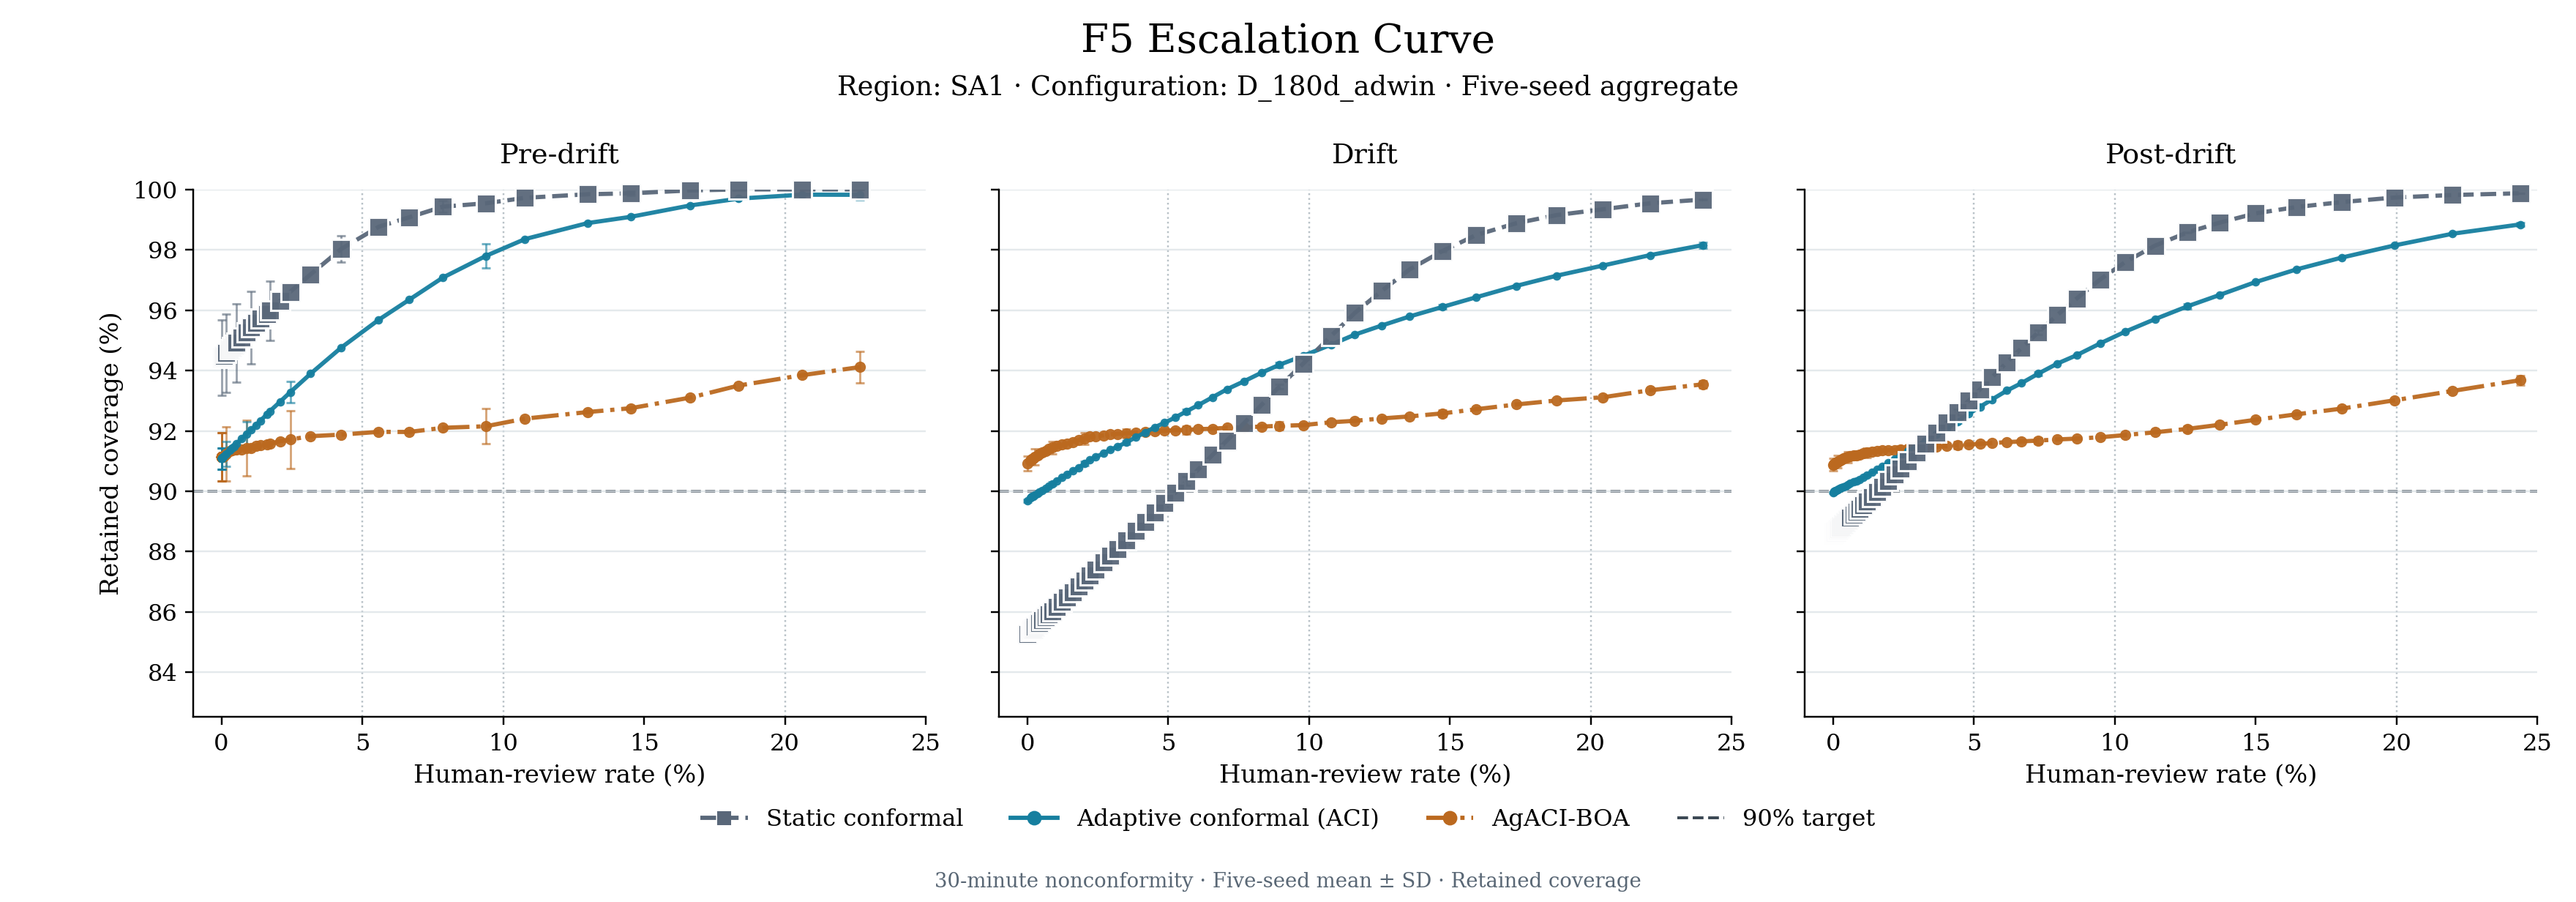 F5 Escalation Curve
Region: SA1 · Configuration: D_180d_adwin · Five-seed aggregate
Pre-drift
Drift
Post-drift
Retained coverage (%)
100
98
96
94
92
90
88
86
84
0 5 10 15 20 25
0 5 10 15 20 25
0 5 10 15 20 25
Human-review rate (%)
Human-review rate (%)
Human-review rate (%)
Static conformal
Adaptive conformal (ACI)
AgACI-BOA
90% target
30-minute nonconformity · Five-seed mean ± SD · Retained coverage